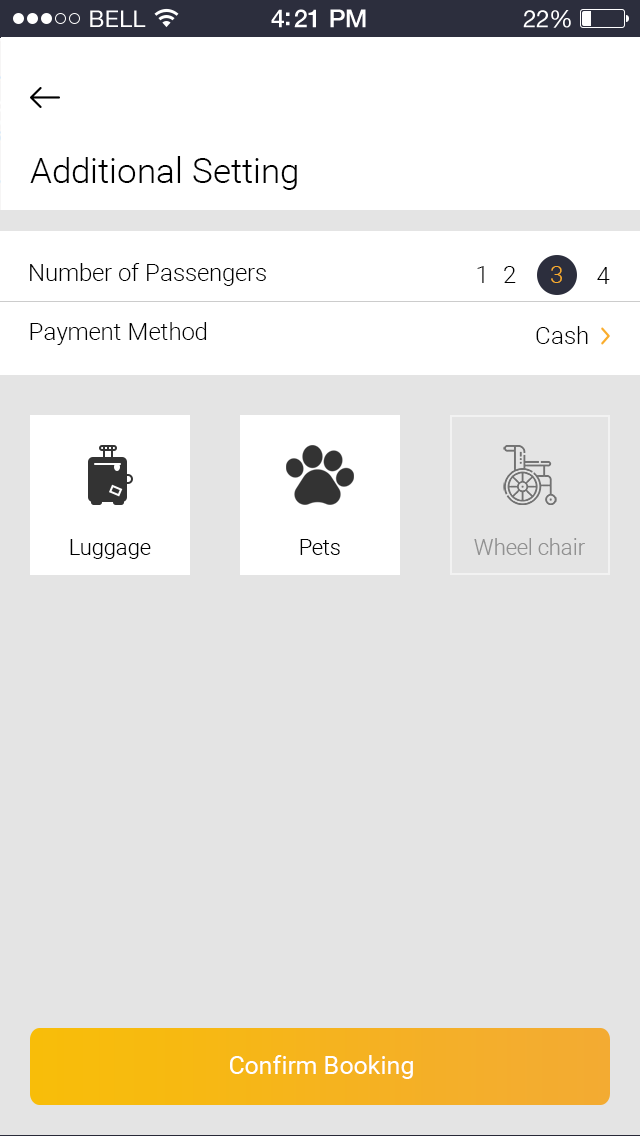 BELL 4:21 PM 22%
Additional Setting
Number of Passengers 1 2 3 4
Payment Method Cash
Luggage Pets Wheel chair
Confirm Booking